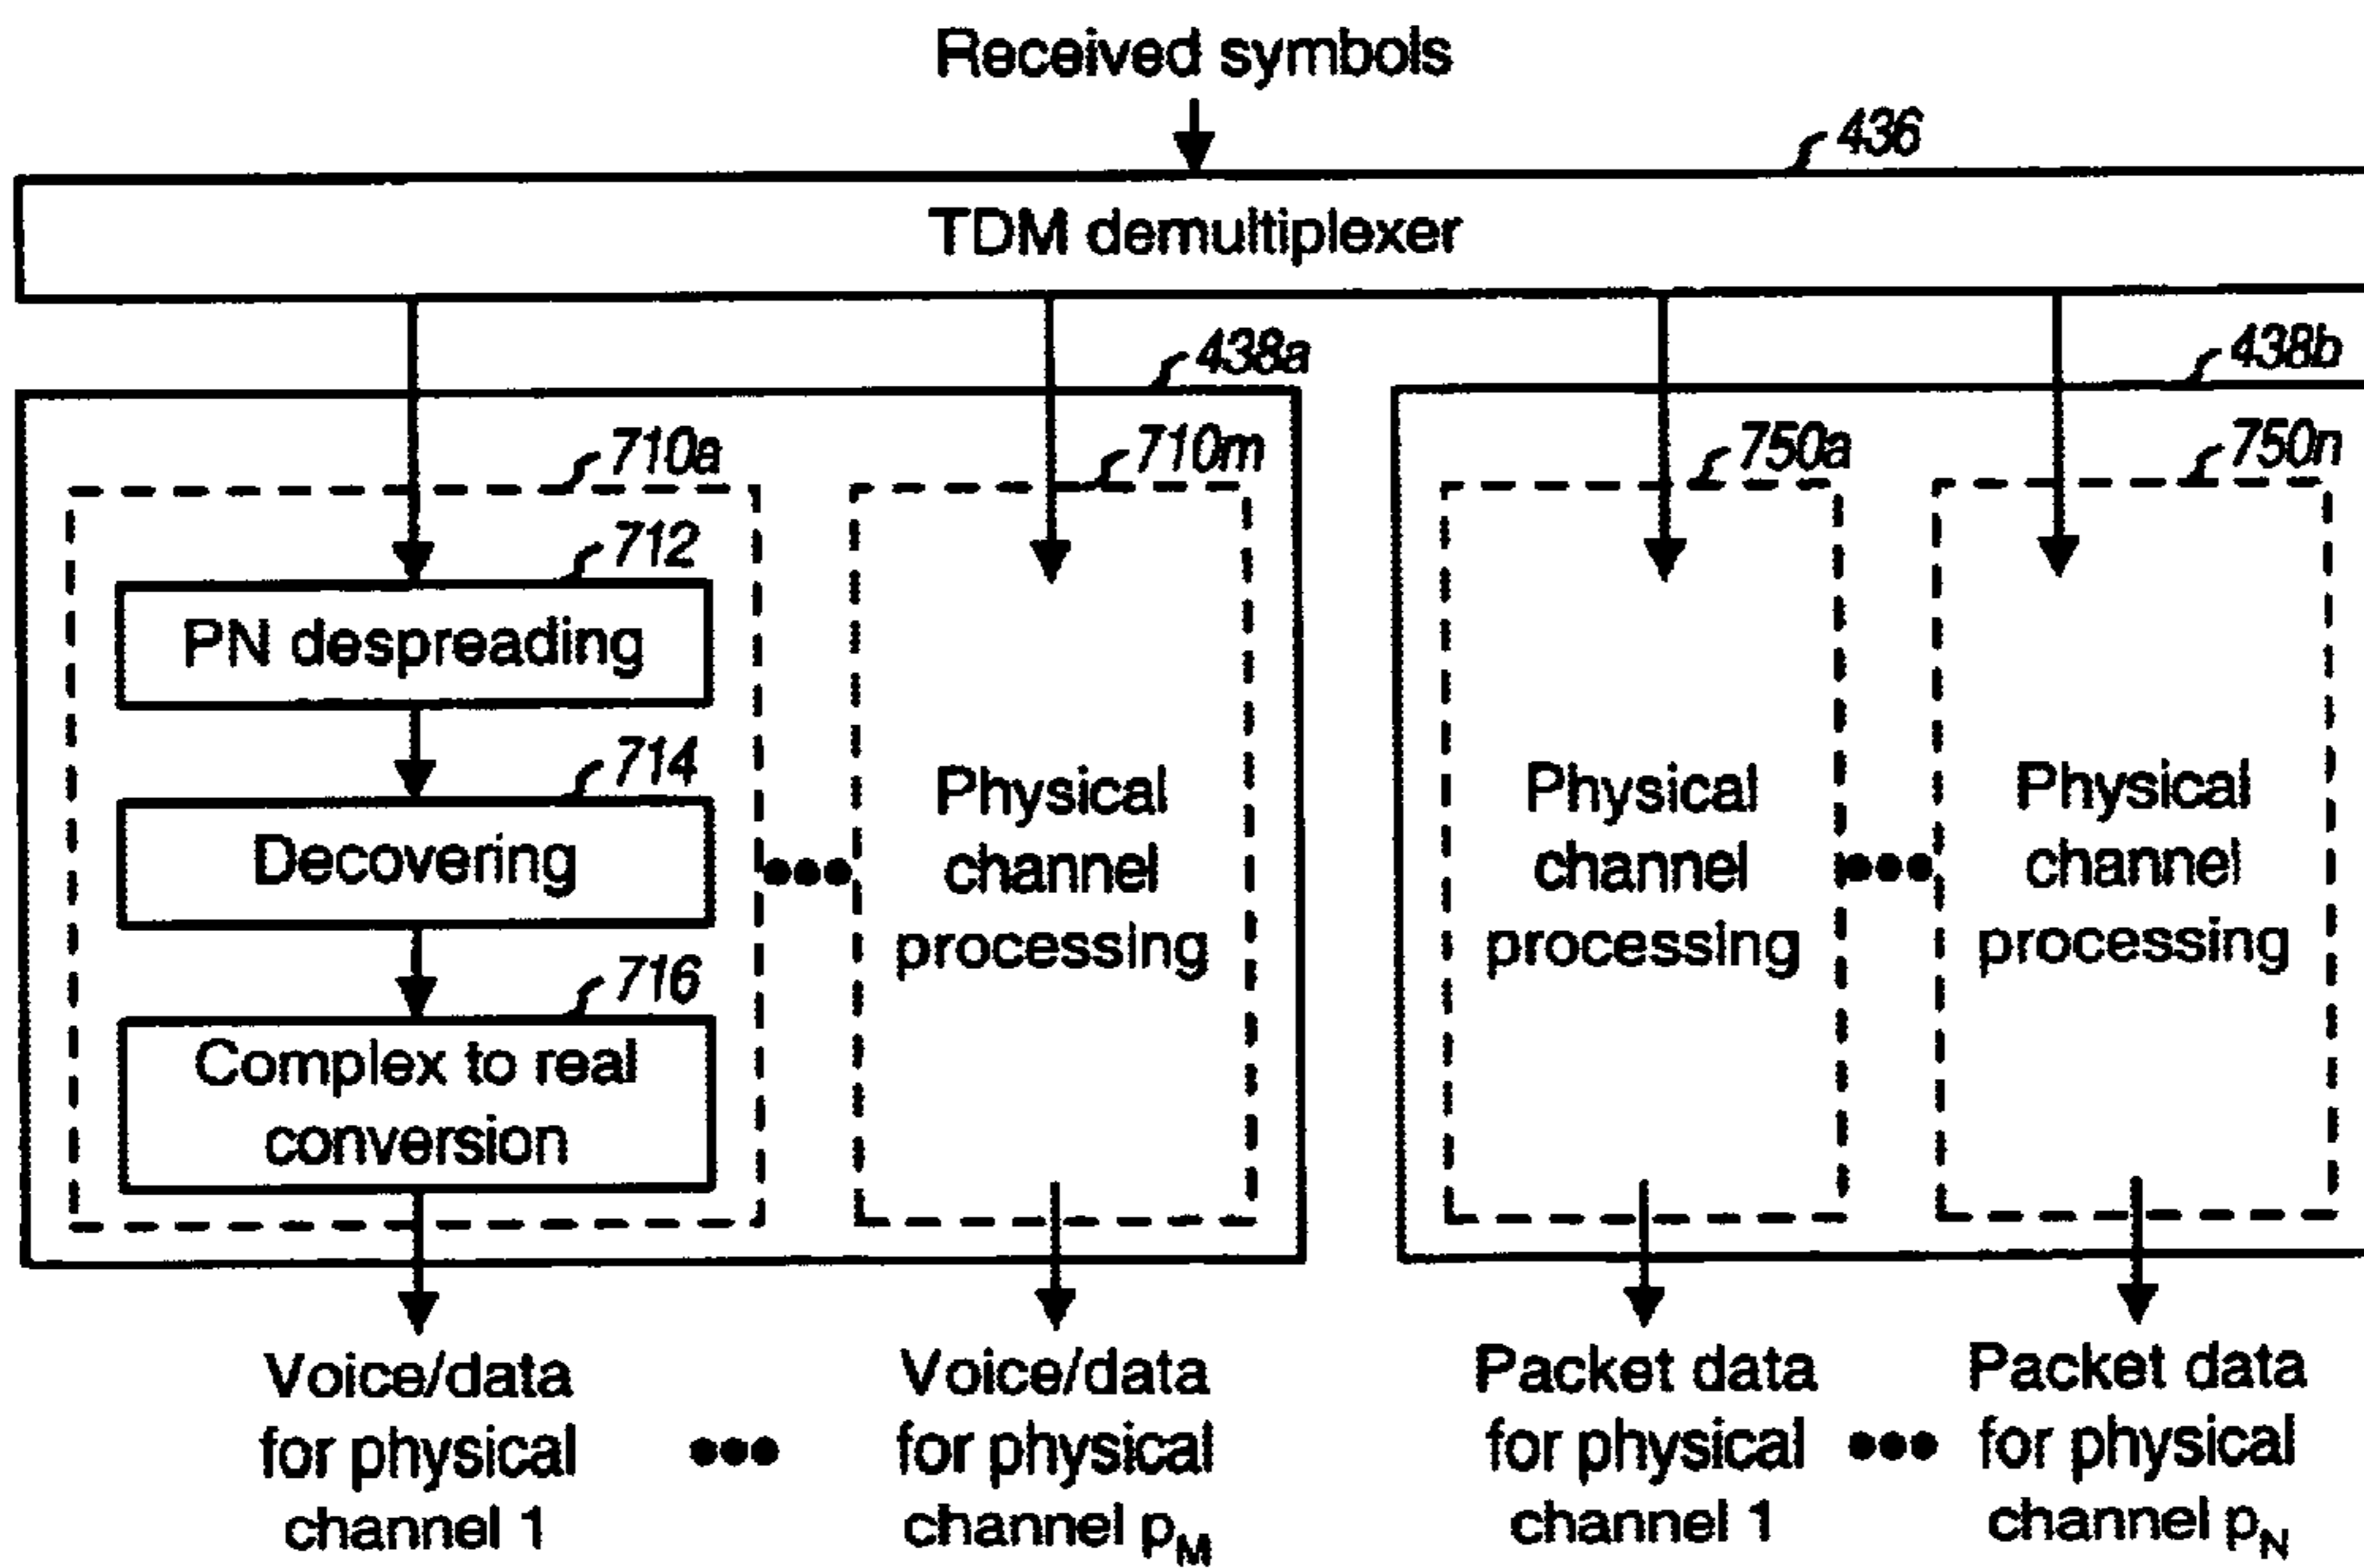 Received symbols
436
TDM demultiplexer
438a
438b
710a
710m
750a
750n
712
PN despreading
714
Decovering
716
Complex to real
conversion
Physical
channel
processing
Physical
channel
processing
Physical
channel
processing
Voice/data
for physical
channel 1
Voice/data
for physical
channel pM
Packet data
for physical
channel 1
Packet data
for physical
channel pN